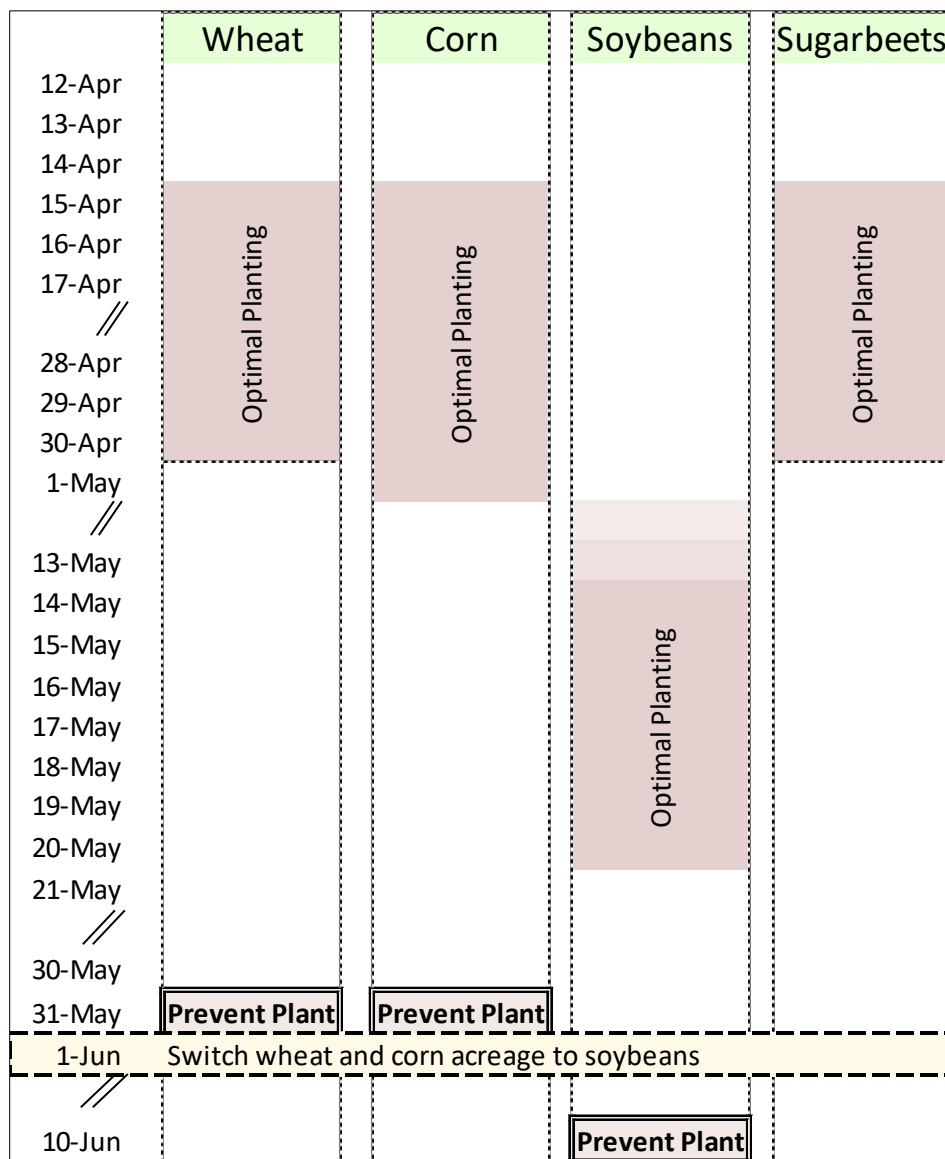 Wheat Corn Soybeans Sugarbeets
12-Apr
13-Apr
14-Apr
15-Apr
16-Apr
17-Apr
Optimal Planting
Optimal Planting
Optimal Planting
//
28-Apr
29-Apr
30-Apr
1-May
//
13-May
14-May
15-May
16-May
17-May
18-May
19-May
20-May
Optimal Planting
21-May
//
30-May
31-May Prevent Plant Prevent Plant
1-Jun Switch wheat and corn acreage to soybeans
//
10-Jun Prevent Plant